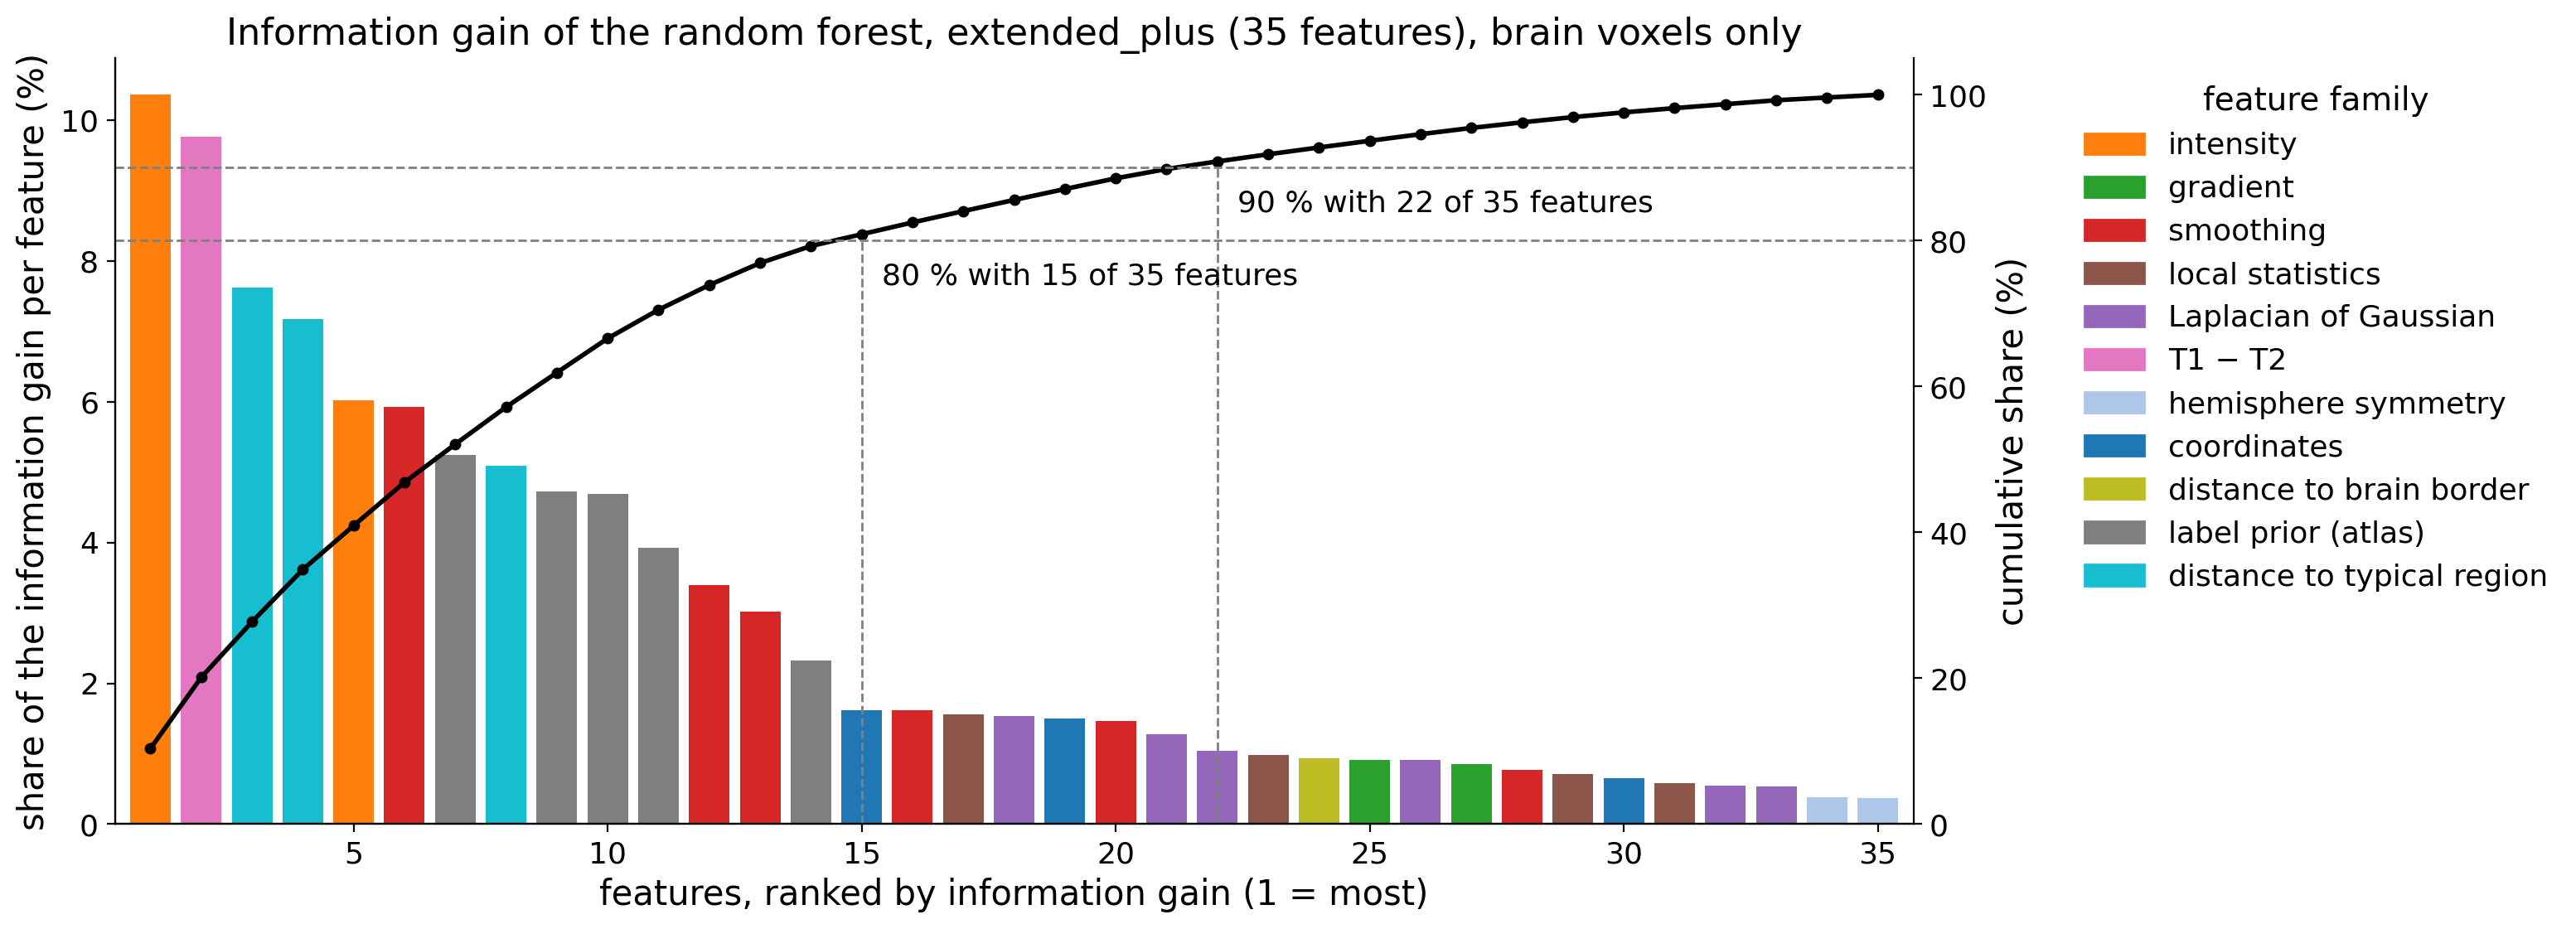 Information gain of the random forest, extended_plus (35 features), brain voxels only
share of the information gain per feature (%)
10
8
6
4
2
0
90 % with 22 of 35 features
80 % with 15 of 35 features
100
80
60
40
20
0
cumulative share (%)
5 10 15 20 25 30 35
features, ranked by information gain (1 = most)
feature family
intensity
gradient
smoothing
local statistics
Laplacian of Gaussian
T1 − T2
hemisphere symmetry
coordinates
distance to brain border
label prior (atlas)
distance to typical region